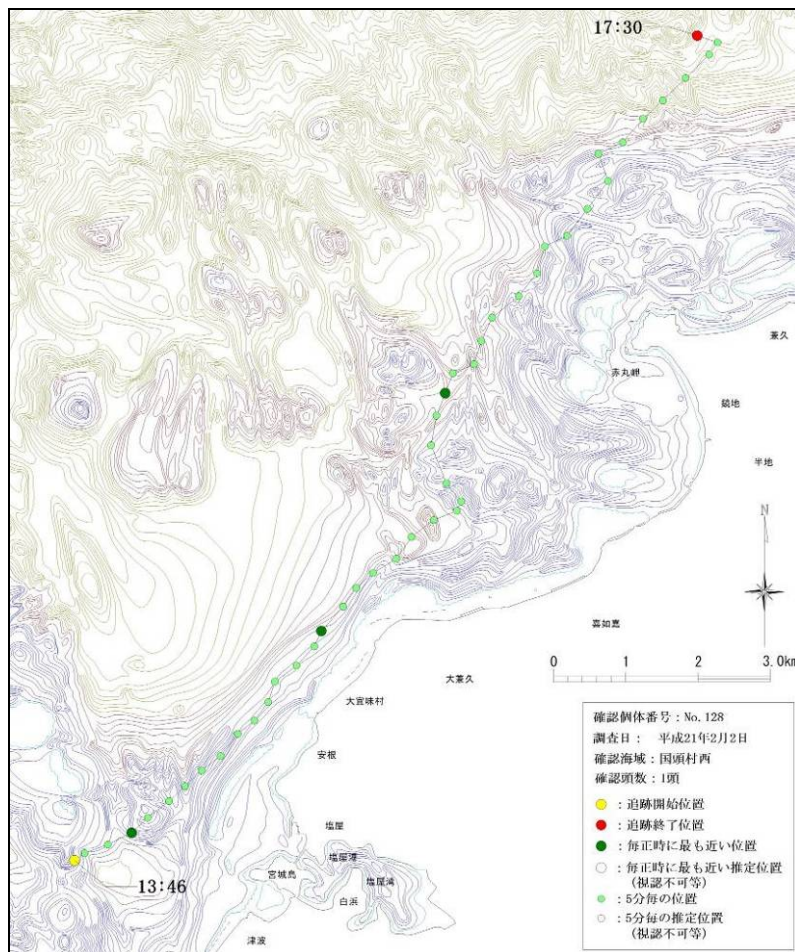 17:30
兼久
赤丸岬
鏡地
半地
N
喜如嘉
0 1 2 3.0km
大兼久
大宜味村
安根
塩屋
塩屋港
宮城島
塩屋湾
白浜
津波
13:46
確認個体番号:No.128
調査日: 平成21年2月2日
確認海域:国頭村西
確認頭数:1頭
:追跡開始位置
:追跡終了位置
:毎正時に最も近い位置
:毎正時に最も近い推定位置
(視認不可等)
:5分毎の位置
:5分毎の推定位置
(視認不可等)